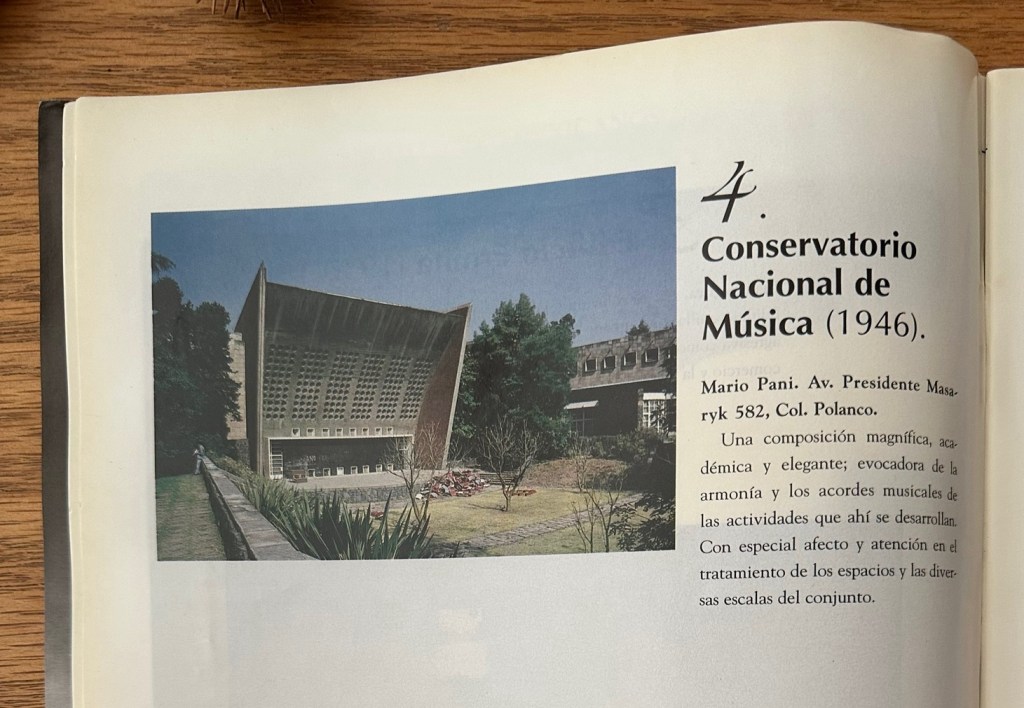 4.
Conservatorio
Nacional de
Música (1946).
Mario Pani. Av. Presidente Masa-
ryk 582, Col. Polanco.
Una composición magnífica, aca-
démica y elegante; evocadora de la
armonía y los acordes musicales de
las actividades que ahí se desarrollan.
Con especial afecto y atención en el
tratamiento de los espacios y las diver-
sas escalas del conjunto.